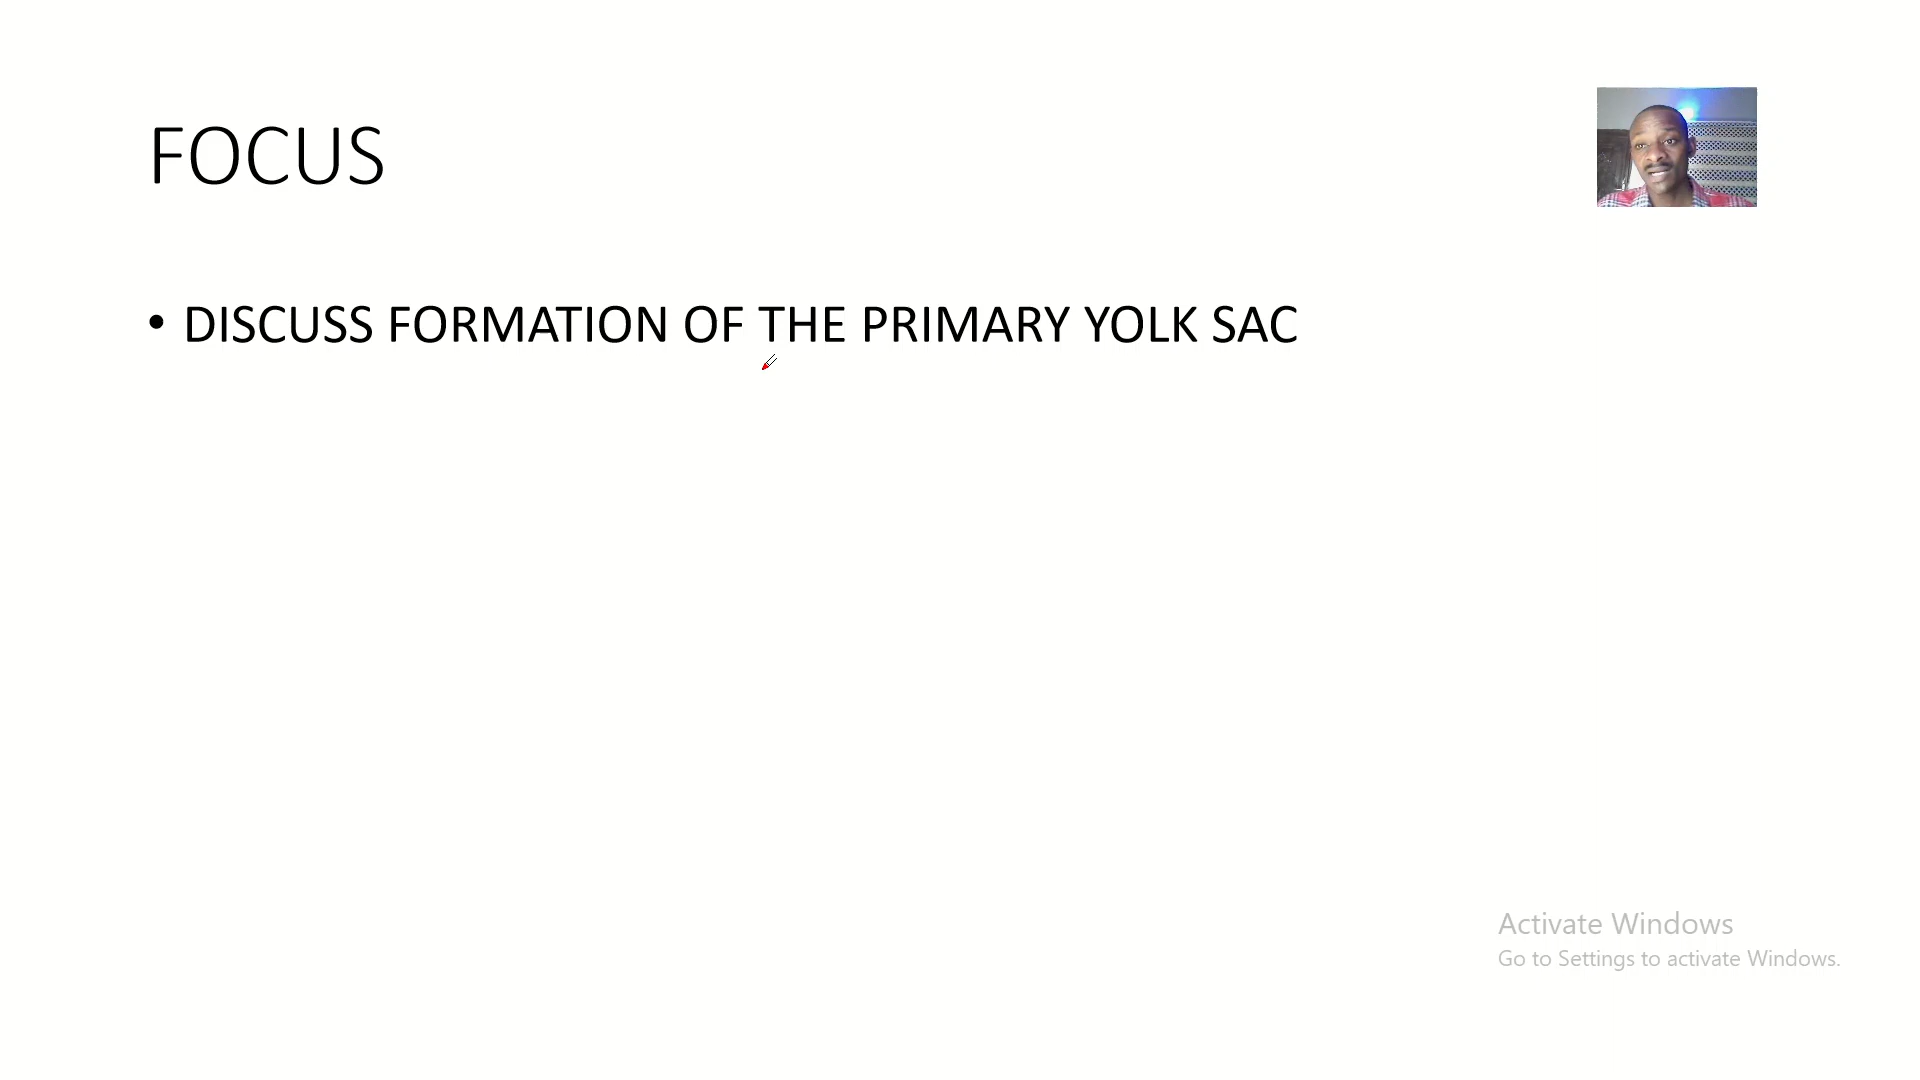 FOCUS
• DISCUSS FORMATION OF THE PRIMARY YOLK SAC
Activate Windows
Go to Settings to activate Windows.